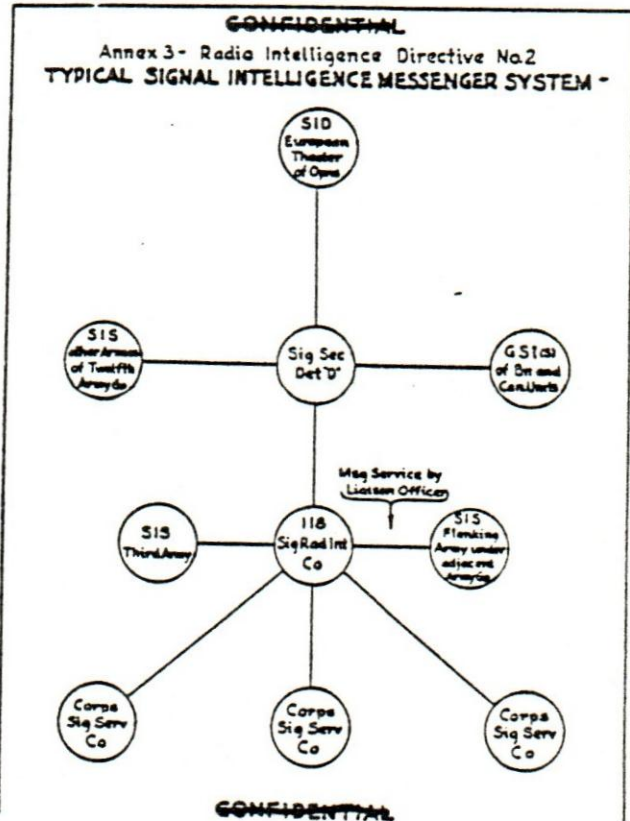 CONFIDENTIAL
Annex 3- Radio Intelligence Directive No.2
TYPICAL SIGNAL INTELLIGENCE MESSENGER SYSTEM -
SID
European
Theater
of Opns
SIS
other Armies
of Twelfth
Army Gp
Sig Sec
Det "D"
GSI(S)
of Br and
Can. Units
Msg Service by
Liaison Officer
SIS
Third Army
118
Sig Rad Int
Co
SIS
Flanking
Army under
adjacent
Army Gp
Corps
Sig Serv
Co
Corps
Sig Serv
Co
Corps
Sig Serv
Co
CONFIDENTIAL